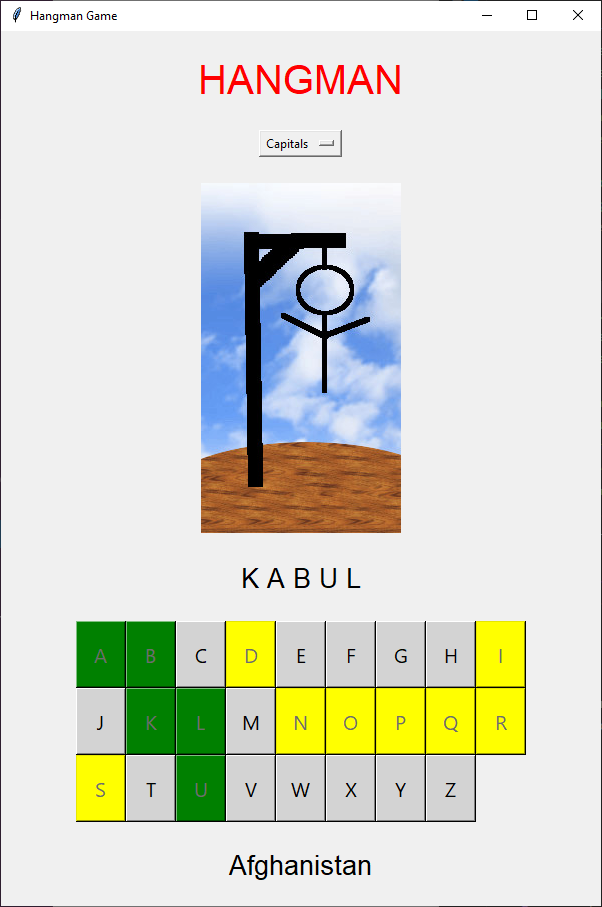 Hangman Game
HANGMAN
Capitals
K A B U L
A B C D E F G H I
J K L M N O P Q R
S T U V W X Y Z
Afghanistan